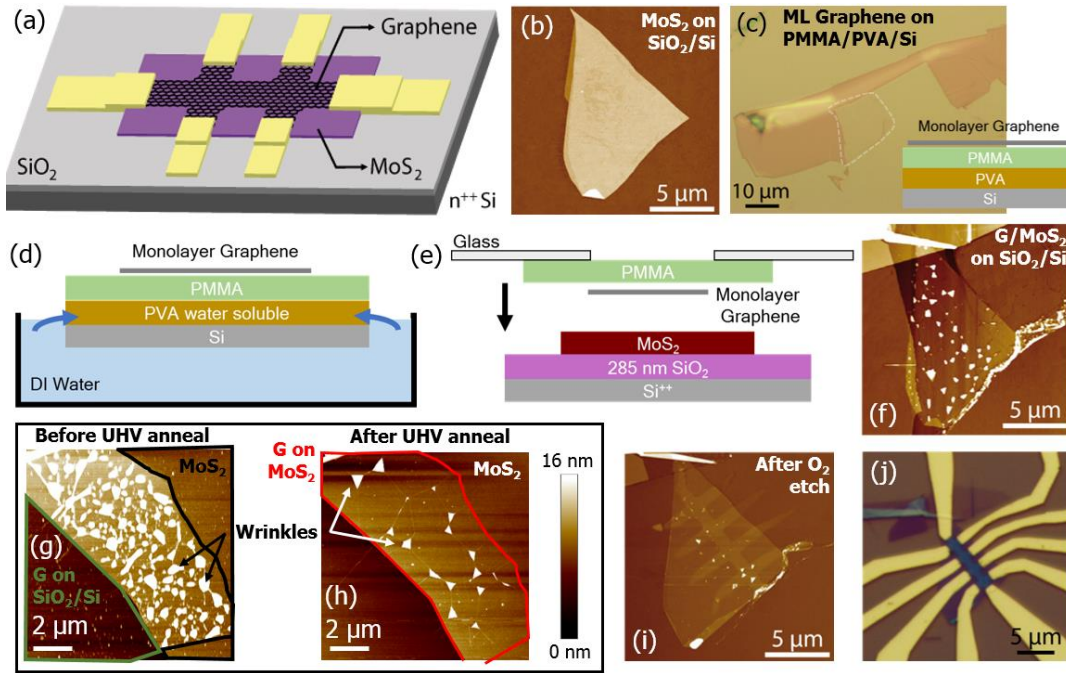 (a)
Graphene
SiO₂
MoS₂
n⁺⁺ Si
(b)
MoS₂ on
SiO₂/Si
5 μm
(c)
ML Graphene on
PMMA/PVA/Si
10 μm
Monolayer Graphene
PMMA
PVA
Si
(d)
Monolayer Graphene
PMMA
PVA water soluble
Si
DI Water
(e)
Glass
PMMA
Monolayer
Graphene
MoS₂
285 nm SiO₂
Si⁺⁺
G/MoS₂
on SiO₂/Si
(f)
5 μm
Before UHV anneal
MoS₂
(g)
G on
SiO₂/Si
2 μm
Wrinkles
After UHV anneal
G on
MoS₂
MoS₂
(h)
2 μm
16 nm
0 nm
After O₂
etch
(i)
5 μm
(j)
5 μm